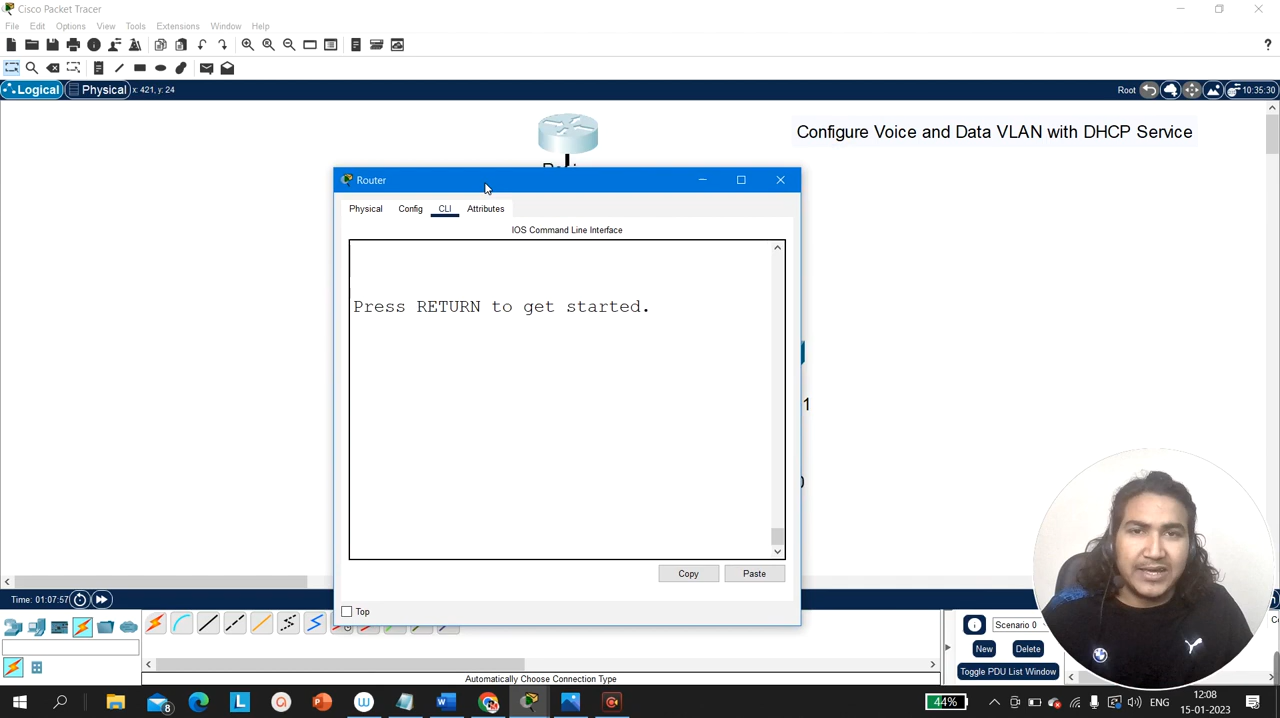 Cisco Packet Tracer
File Edit Options View Tools Extensions Window Help
Logical Physical x: 421, y: 24 Root 10:35:30
Configure Voice and Data VLAN with DHCP Service
Router
Physical Config CLI Attributes
IOS Command Line Interface
Press RETURN to get started.
1
0
Copy Paste
Top
Time: 01:07:57
Scenario 0
New Delete
Toggle PDU List Window
Automatically Choose Connection Type
44% ENG 12:08
15-01-2023
8